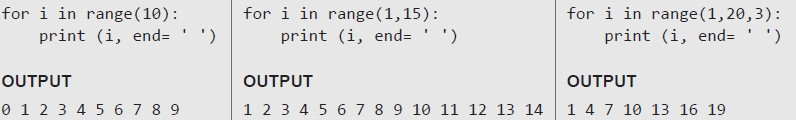 for i in range(10):
    print (i, end= ' ')
OUTPUT
0 1 2 3 4 5 6 7 8 9
for i in range(1,15):
    print (i, end= ' ')
OUTPUT
1 2 3 4 5 6 7 8 9 10 11 12 13 14
for i in range(1,20,3):
    print (i, end= ' ')
OUTPUT
1 4 7 10 13 16 19